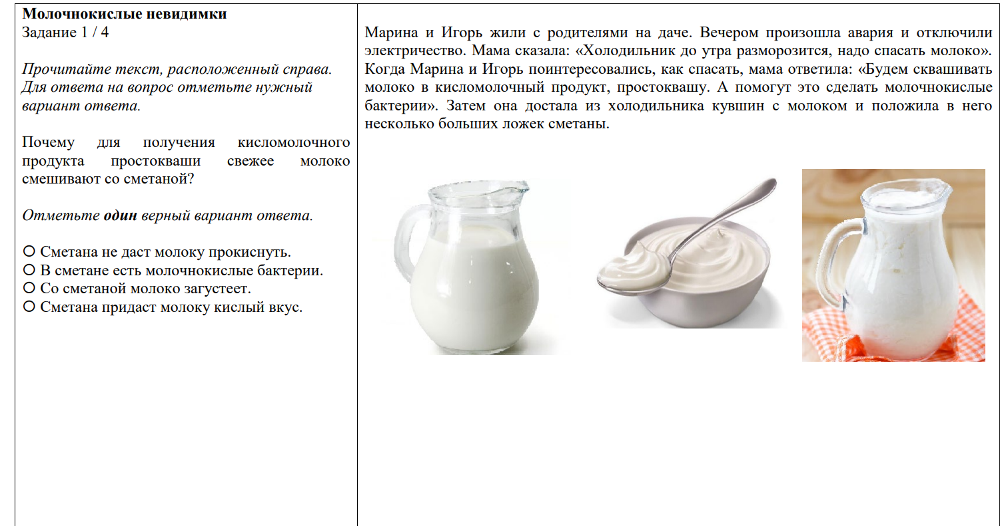 Молочнокислые невидимки
Задание 1 / 4
Прочитайте текст, расположенный справа.
Для ответа на вопрос отметьте нужный
вариант ответа.
Почему для получения кисломолочного
продукта простокваши свежее молоко
смешивают со сметаной?
Отметьте один верный вариант ответа.
Сметана не даст молоку прокиснуть.
В сметане есть молочнокислые бактерии.
Со сметаной молоко загустеет.
Сметана придаст молоку кислый вкус.
Марина и Игорь жили с родителями на даче. Вечером произошла авария и отключили
электричество. Мама сказала: «Холодильник до утра разморозится, надо спасать молоко».
Когда Марина и Игорь поинтересовались, как спасать, мама ответила: «Будем сквашивать
молоко в кисломолочный продукт, простоквашу. А помогут это сделать молочнокислые
бактерии». Затем она достала из холодильника кувшин с молоком и положила в него
несколько больших ложек сметаны.